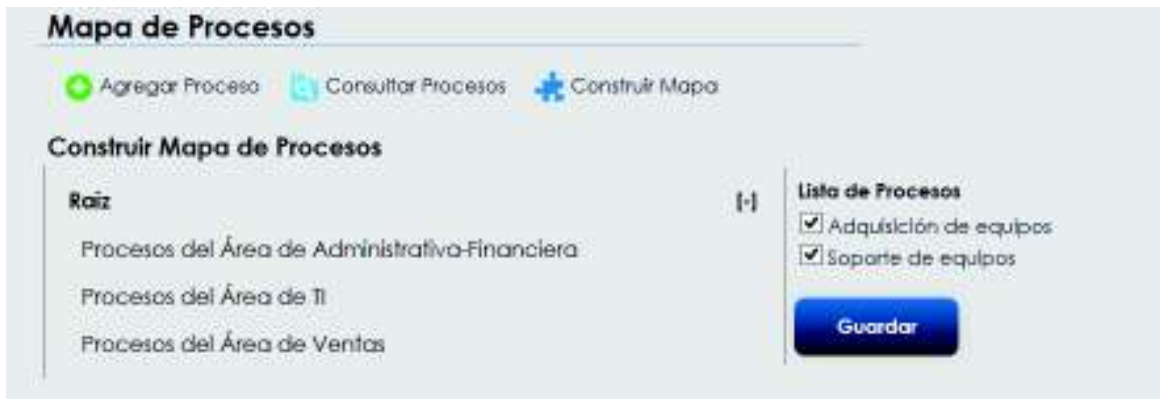 Mapa de Procesos
Agregar Proceso Consultar Procesos Construir Mapa
Construir Mapa de Procesos
Raíz [-]
Procesos del Área de Administrativa-Financiera
Procesos del Área de TI
Procesos del Área de Ventas
Lista de Procesos
Adquisición de equipos
Soporte de equipos
Guardar